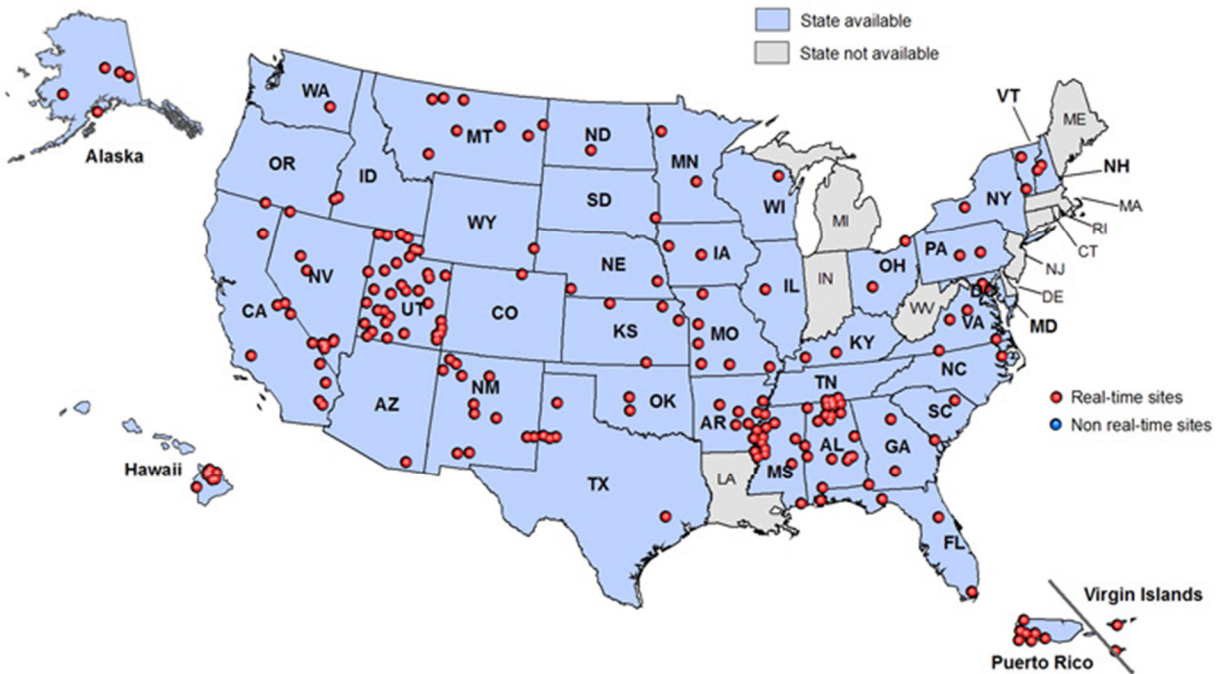 State available
State not available
WA
MT
ND
MN
VT
ME
Alaska
OR
ID
SD
WI
MI
NY
NH
MA
WY
RI
CT
NV
NE
IA
PA
NJ
CA
UT
CO
IL
IN
OH
DC
DE
WV
VA
MD
KS
MO
KY
AZ
NM
OK
TN
NC
AR
SC
Real-time sites
Non real-time sites
MS
AL
GA
Hawaii
TX
LA
FL
Virgin Islands
Puerto Rico